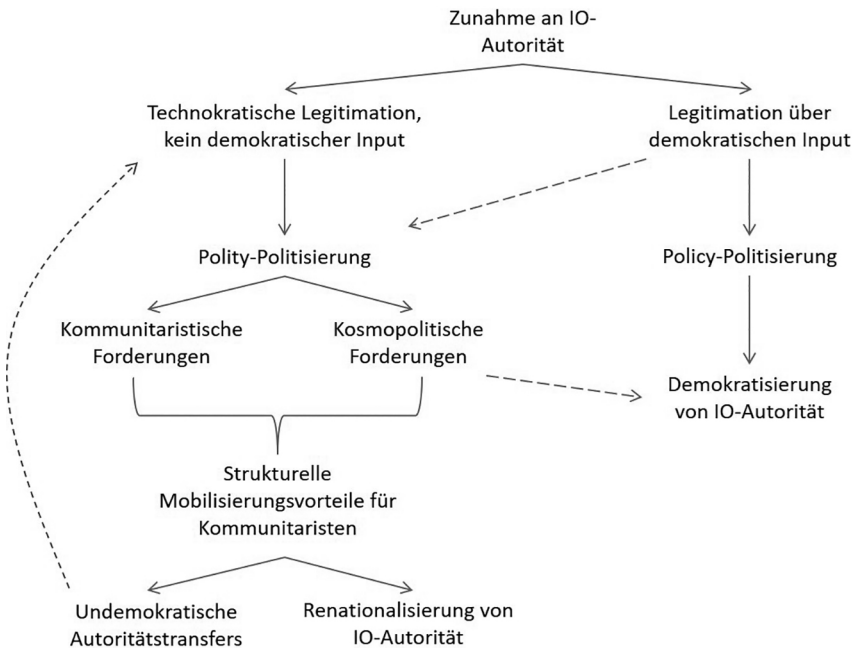 Zunahme an IO-
Autorität
Technokratische Legitimation,
kein demokratischer Input
Legitimation über
demokratischen Input
Polity-Politisierung
Policy-Politisierung
Kommunitaristische
Forderungen
Kosmopolitische
Forderungen
Demokratisierung
von IO-Autorität
Strukturelle
Mobilisierungsvorteile für
Kommunitaristen
Undemokratische
Autoritätstransfers
Renationalisierung von
IO-Autorität